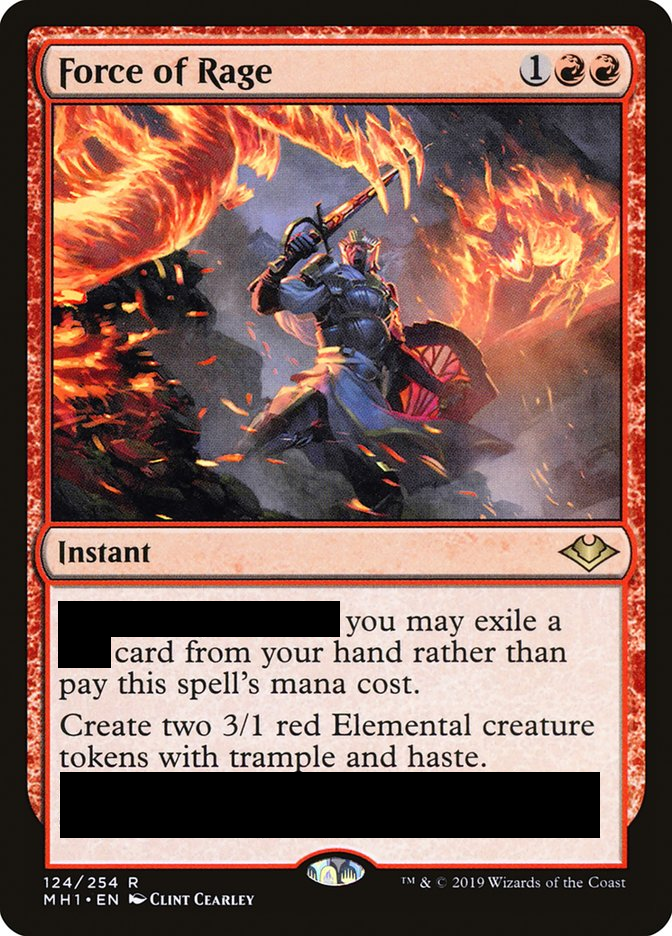 Force of Rage 1
Instant
you may exile a
card from your hand rather than
pay this spell's mana cost.
Create two 3/1 red Elemental creature
tokens with trample and haste.
124/254 R
MH1•EN CLINT CEARLEY
™ & © 2019 Wizards of the Coast